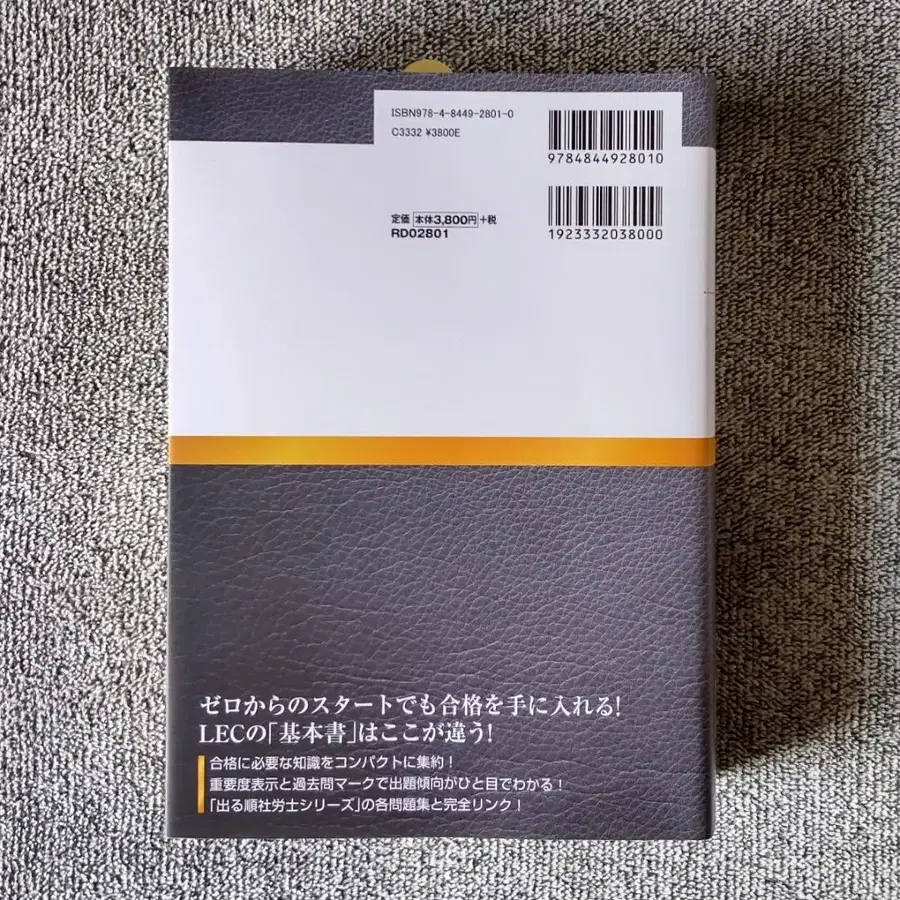 ISBN978-4-8449-2801-0
C3332 ¥3800E
9784844928010
定価 本体3,800円+税
RD02801
1923332038000
ゼロからのスタートでも合格を手に入れる!
LECの「基本書」はここが違う!
合格に必要な知識をコンパクトに集約!
重要度表示と過去問マークで出題傾向がひと目でわかる!
「出る順社労士シリーズ」の各問題集と完全リンク!